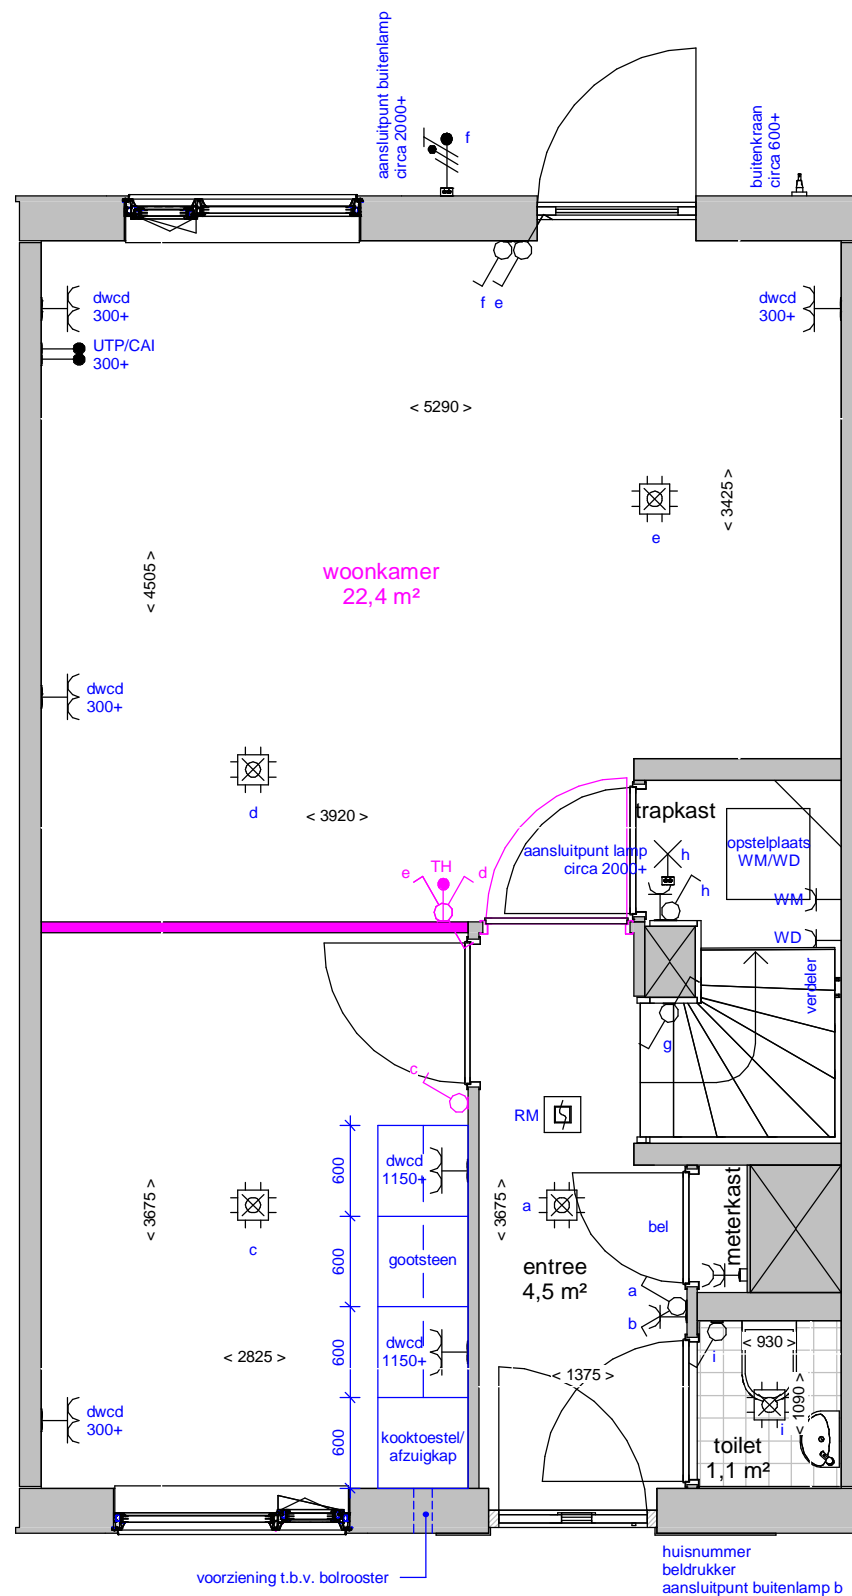 aansluitpunt buitenlamp
circa 2000+
f
buitenkraan
circa 600+
f e
dwcd
300+
UTP/CAI
300+
dwcd
300+
< 5290 >
< 3425 >
e
< 4505 >
woonkamer
22,4 m²
dwcd
300+
d
< 3920 >
trapkast
opstelplaats
WM/WD
aansluitpunt lamp
circa 2000+
h
h
e
TH
d
WM
WD
verdeler
g
c
RM
dwcd
1150+
600
< 3675 >
c
< 3675 >
a
bel
meterkast
gootsteen
600
entree
4,5 m²
a
b
dwcd
1150+
600
< 2825 >
< 1375 >
i
< 930 >
< 1090 >
i
dwcd
300+
kooktoestel/
afzuigkap
600
toilet
1,1 m²
voorziening t.b.v. bolrooster
huisnummer
beldrukker
aansluitpunt buitenlamp b